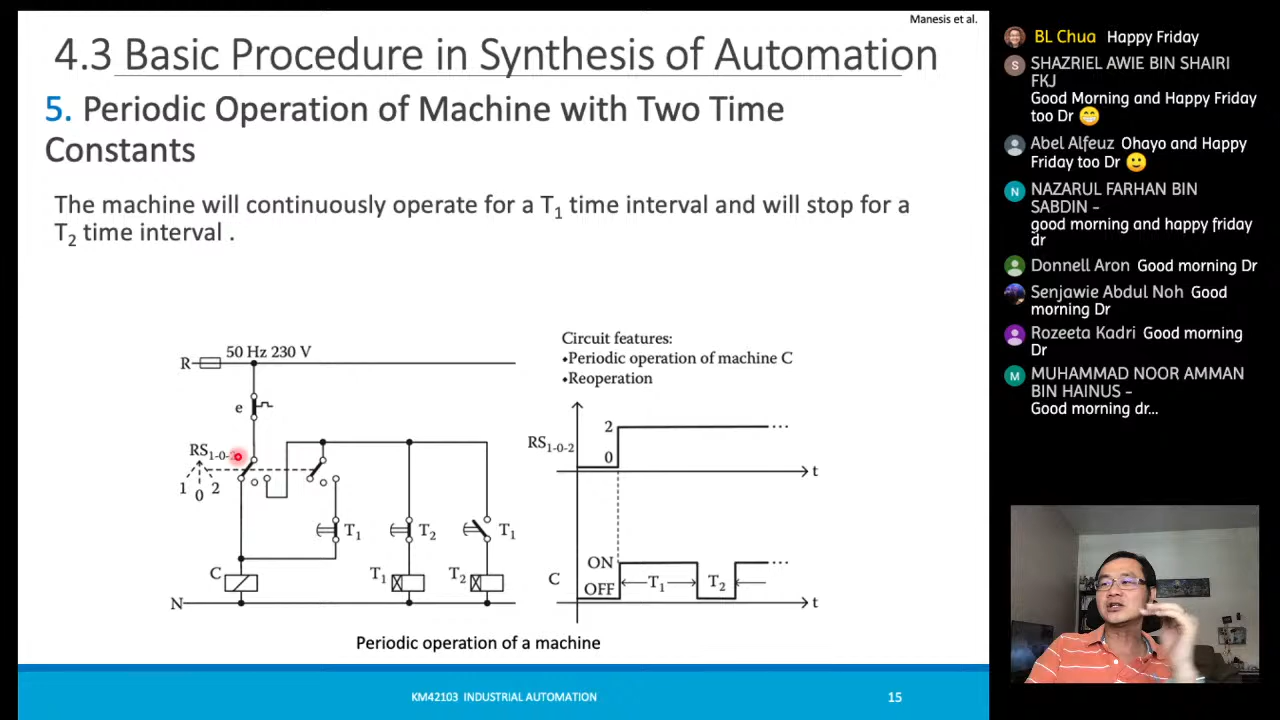 Manesis et al.
4.3 Basic Procedure in Synthesis of Automation
5. Periodic Operation of Machine with Two Time
Constants
The machine will continuously operate for a T1 time interval and will stop for a
T2 time interval .
R
50 Hz 230 V
e
RS1-0-
1 0 2
T1
T2
T1
C
T1
T2
N
Circuit features:
•Periodic operation of machine C
•Reoperation
RS1-0-2
2
0
...
t
C
ON
OFF
T1
T2
...
t
Periodic operation of a machine
KM42103 INDUSTRIAL AUTOMATION
15
BL Chua Happy Friday
S
SHAZRIEL AWIE BIN SHAIRI
FKJ
Good Morning and Happy Friday
too Dr 😁
Abel Alfeuz Ohayo and Happy
Friday too Dr 🙂
N
NAZARUL FARHAN BIN
SABDIN -
good morning and happy friday
dr
Donnell Aron Good morning Dr
Senjawie Abdul Noh Good
morning Dr
Rozeeta Kadri Good morning
Dr
M
MUHAMMAD NOOR AMMAN
BIN HAINUS -
Good morning dr...